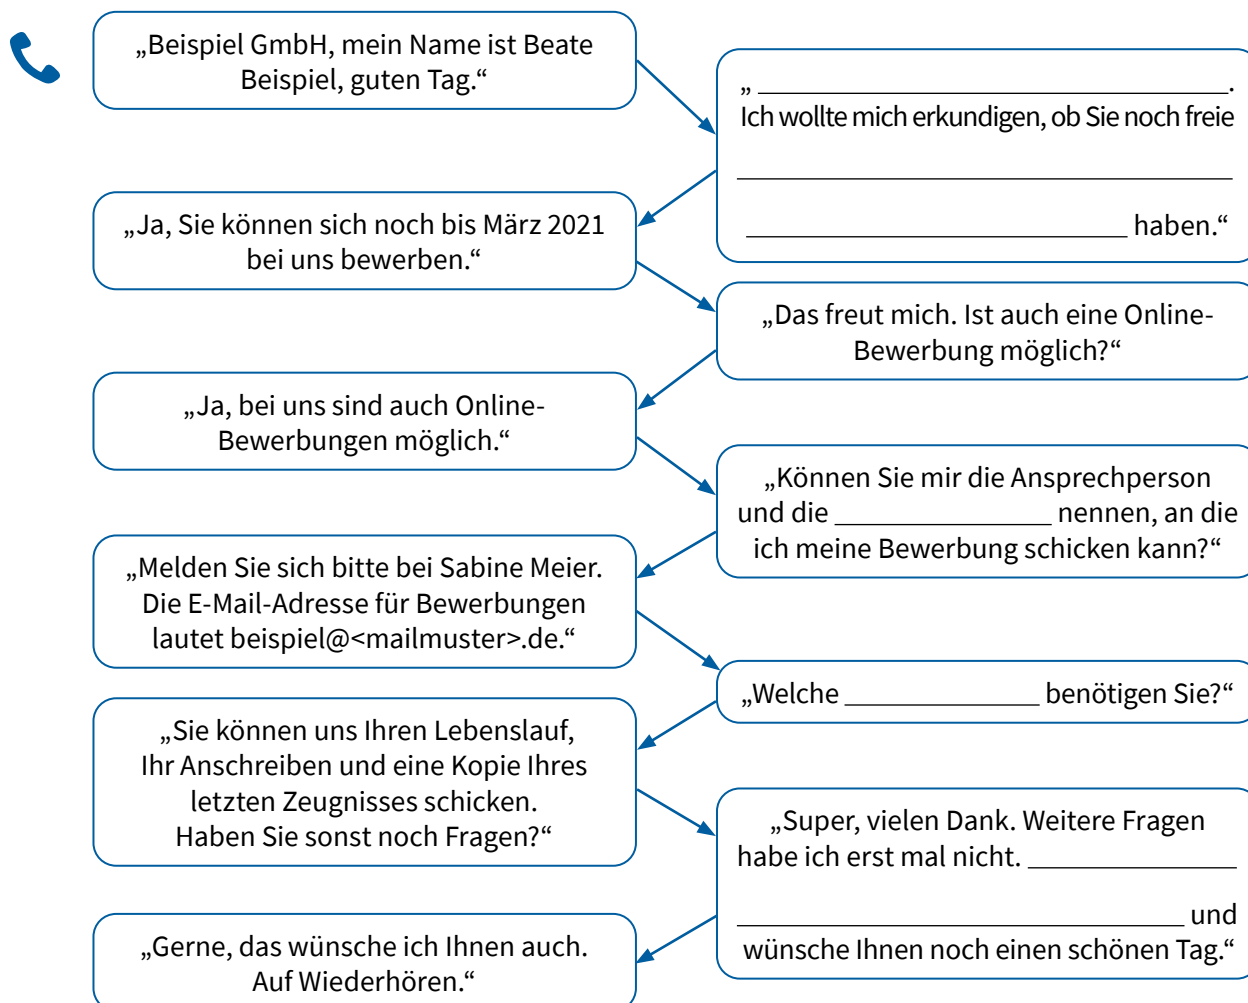 „Beispiel GmbH, mein Name ist Beate
Beispiel, guten Tag.“
„ ______________________________.
Ich wollte mich erkundigen, ob Sie noch freie
________________________________
________________________ haben.“
„Ja, Sie können sich noch bis März 2021
bei uns bewerben.“
„Das freut mich. Ist auch eine Online-
Bewerbung möglich?“
„Ja, bei uns sind auch Online-
Bewerbungen möglich.“
„Können Sie mir die Ansprechperson
und die ______________ nennen, an die
ich meine Bewerbung schicken kann?“
„Melden Sie sich bitte bei Sabine Meier.
Die E-Mail-Adresse für Bewerbungen
lautet beispiel@<mailmuster>.de.“
„Welche _____________ benötigen Sie?“
„Sie können uns Ihren Lebenslauf,
Ihr Anschreiben und eine Kopie Ihres
letzten Zeugnisses schicken.
Haben Sie sonst noch Fragen?“
„Super, vielen Dank. Weitere Fragen
habe ich erst mal nicht. ______________
_____________________________ und
wünsche Ihnen noch einen schönen Tag.“
„Gerne, das wünsche ich Ihnen auch.
Auf Wiederhören.“